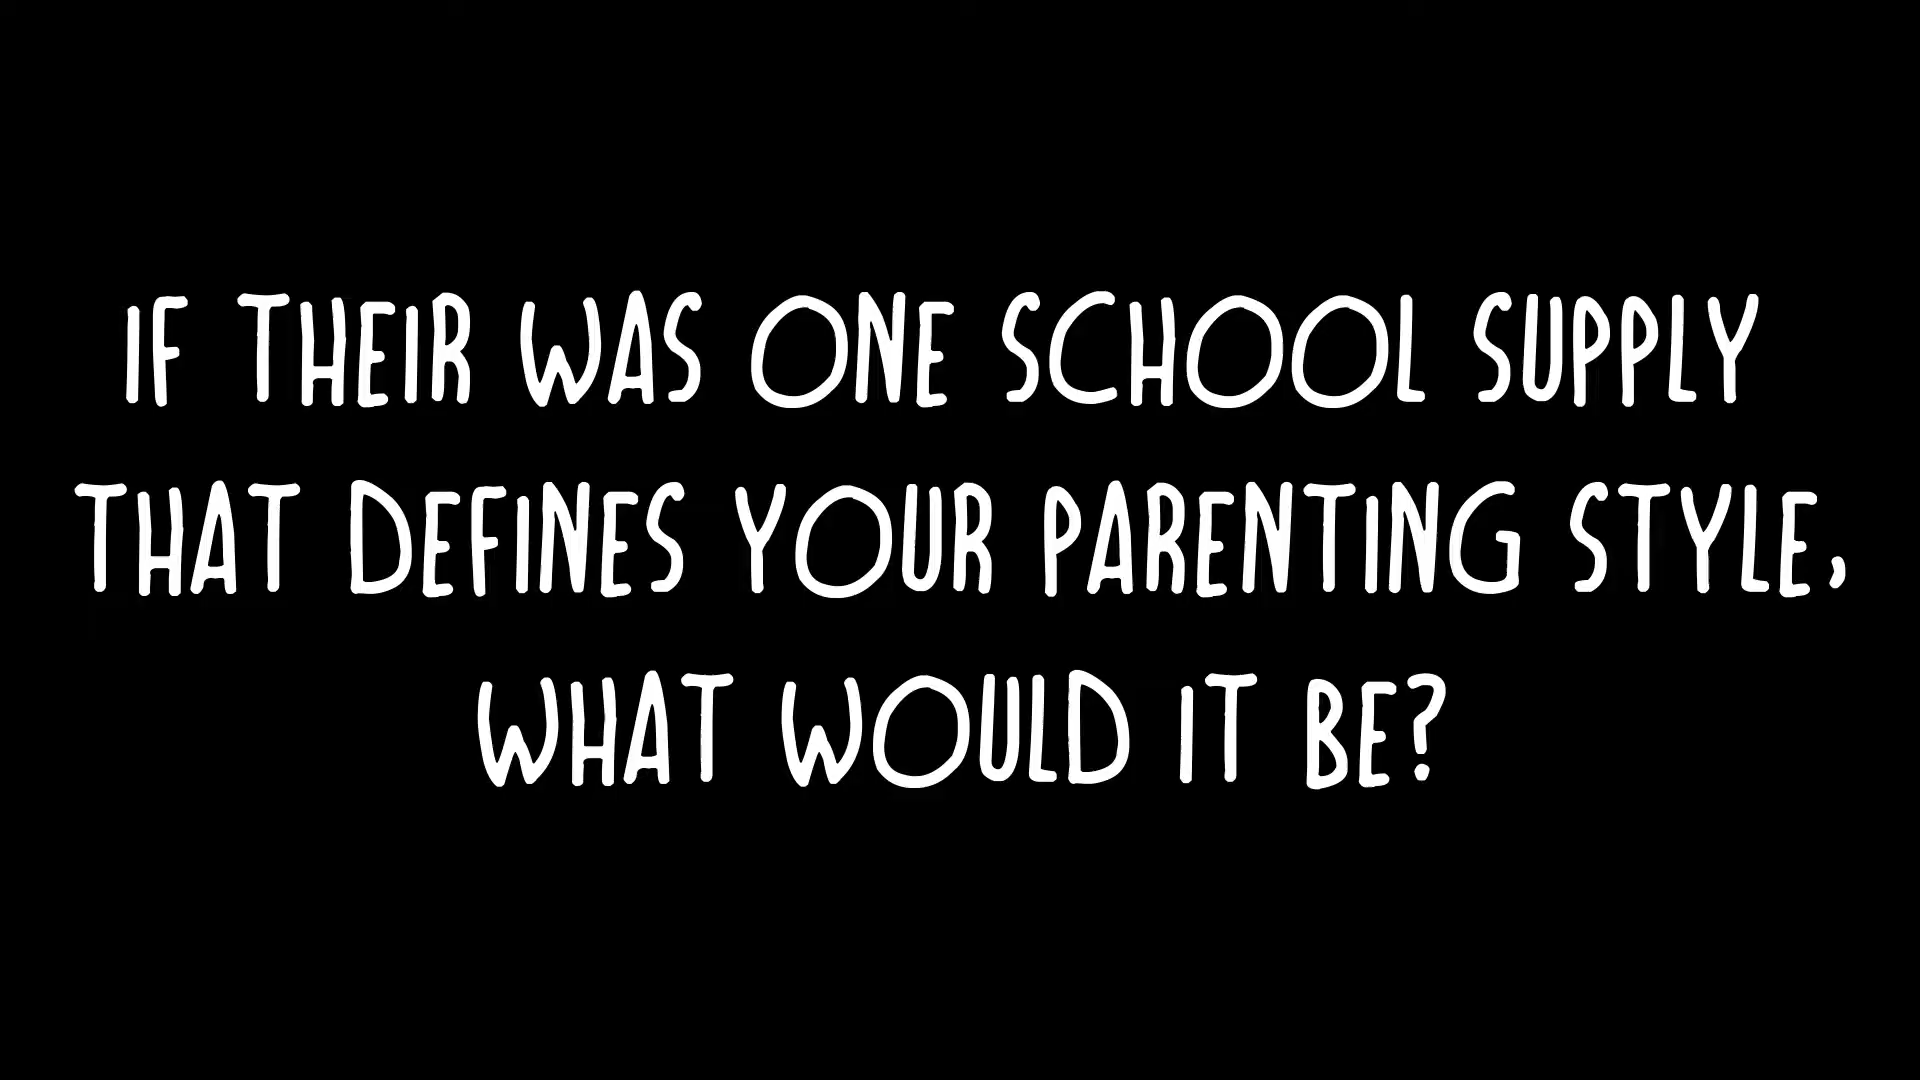 IF THEIR WAS ONE SCHOOL SUPPLY
THAT DEFINES YOUR PARENTING STYLE,
WHAT WOULD IT BE?